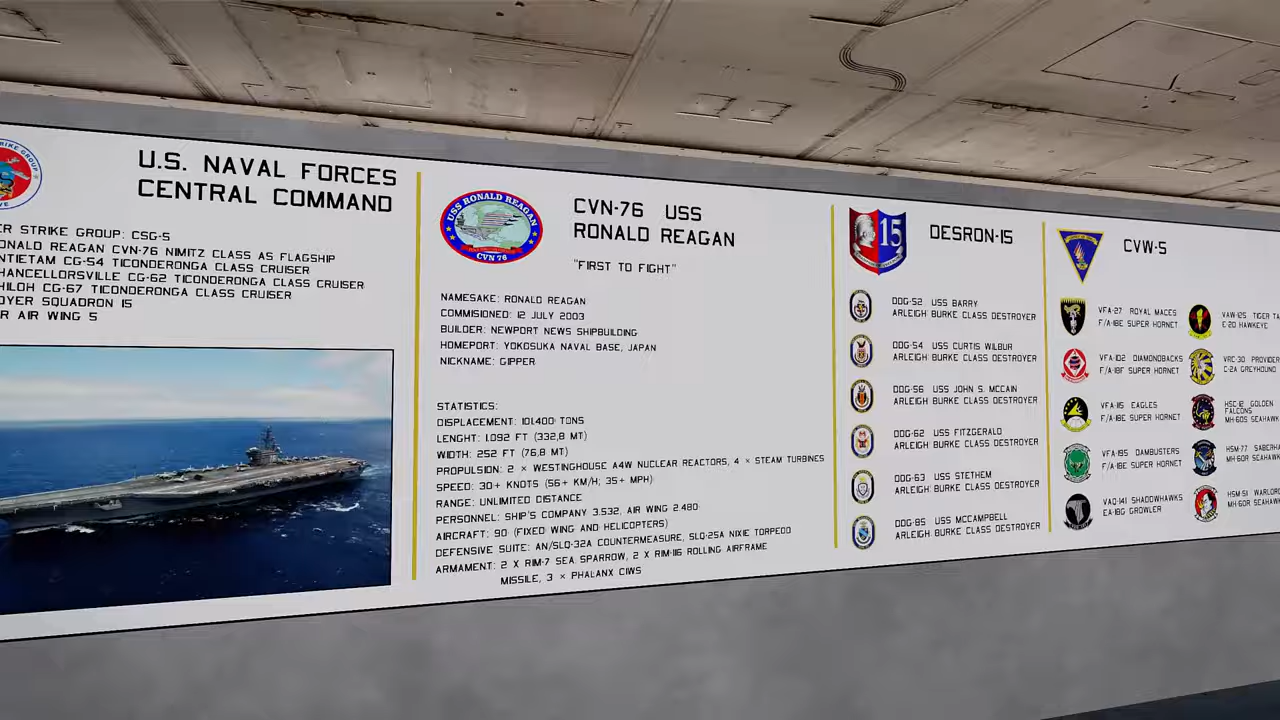 U.S. NAVAL FORCES
CENTRAL COMMAND
STRIKE GROUP: CSG-5
CVN-76 NIMITZ CLASS AS FLAGSHIP
CG-54 TICONDEROGA CLASS CRUISER
CG-62 TICONDEROGA CLASS CRUISER
CG-67 TICONDEROGA CLASS CRUISER
SQUADRON 15
AIR WING 5
USS RONALD REAGAN
CVN 76
CVN-76 USS
RONALD REAGAN
"FIRST TO FIGHT"
NAMESAKE: RONALD REAGAN
COMMISIONED: 12 JULY 2003
BUILDER: NEWPORT NEWS SHIPBUILDING
HOMEPORT: YOKOSUKA NAVAL BASE, JAPAN
NICKNAME: GIPPER
STATISTICS:
DISPLACEMENT: 101.400 TONS
LENGHT: 1.092 FT (332,8 MT)
WIDTH: 252 FT (76,8 MT)
PROPULSION: 2 × WESTINGHOUSE A4W NUCLEAR REACTORS, 4 × STEAM TURBINES
SPEED: 30+ KNOTS (56+ KM/H; 35+ MPH)
RANGE: UNLIMITED DISTANCE
PERSONNEL: SHIP'S COMPANY 3.532, AIR WING 2.480
AIRCRAFT: 90 (FIXED WING AND HELICOPTERS)
DEFENSIVE SUITE: AN/SLQ-32A COUNTERMEASURE, SLQ-25A NIXIE TORPEDO
ARMAMENT: 2 X RIM-7 SEA SPARROW, 2 X RIM-116 ROLLING AIRFRAME
MISSILE, 3 × PHALANX CIWS
15
DESRON-15
DDG-52 USS BARRY
ARLEIGH BURKE CLASS DESTROYER
DDG-54 USS CURTIS WILBUR
ARLEIGH BURKE CLASS DESTROYER
DDG-56 USS JOHN S. MCCAIN
ARLEIGH BURKE CLASS DESTROYER
DDG-62 USS FITZGERALD
ARLEIGH BURKE CLASS DESTROYER
DDG-63 USS STETHEM
ARLEIGH BURKE CLASS DESTROYER
DDG-85 USS MCCAMPBELL
ARLEIGH BURKE CLASS DESTROYER
CVW-5
VFA-27 ROYAL MACES
F/A-18E SUPER HORNET
VFA-102 DIAMONDBACKS
F/A-18F SUPER HORNET
VFA-115 EAGLES
F/A-18E SUPER HORNET
VFA-195 DAMBUSTERS
F/A-18E SUPER HORNET
VAQ-141 SHADOWHAWKS
EA-18G GROWLER
VAW-125 TIGER
E-2D HAWKEYE
VRC-30
C-2A GREYHOUND
HSC-12 GOLDEN
FALCONS
MH-60S
HSM-77
MH-60R
HSM-51
MH-60R